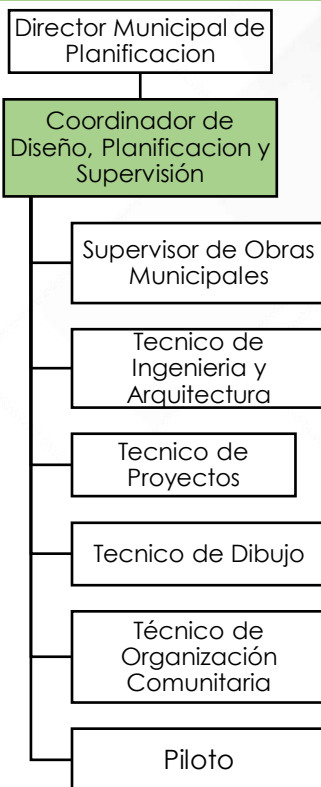 Director Municipal de
Planificacion
Coordinador de
Diseño, Planificacion y
Supervisión
Supervisor de Obras
Municipales
Tecnico de
Ingenieria y
Arquitectura
Tecnico de
Proyectos
Tecnico de Dibujo
Técnico de
Organización
Comunitaria
Piloto